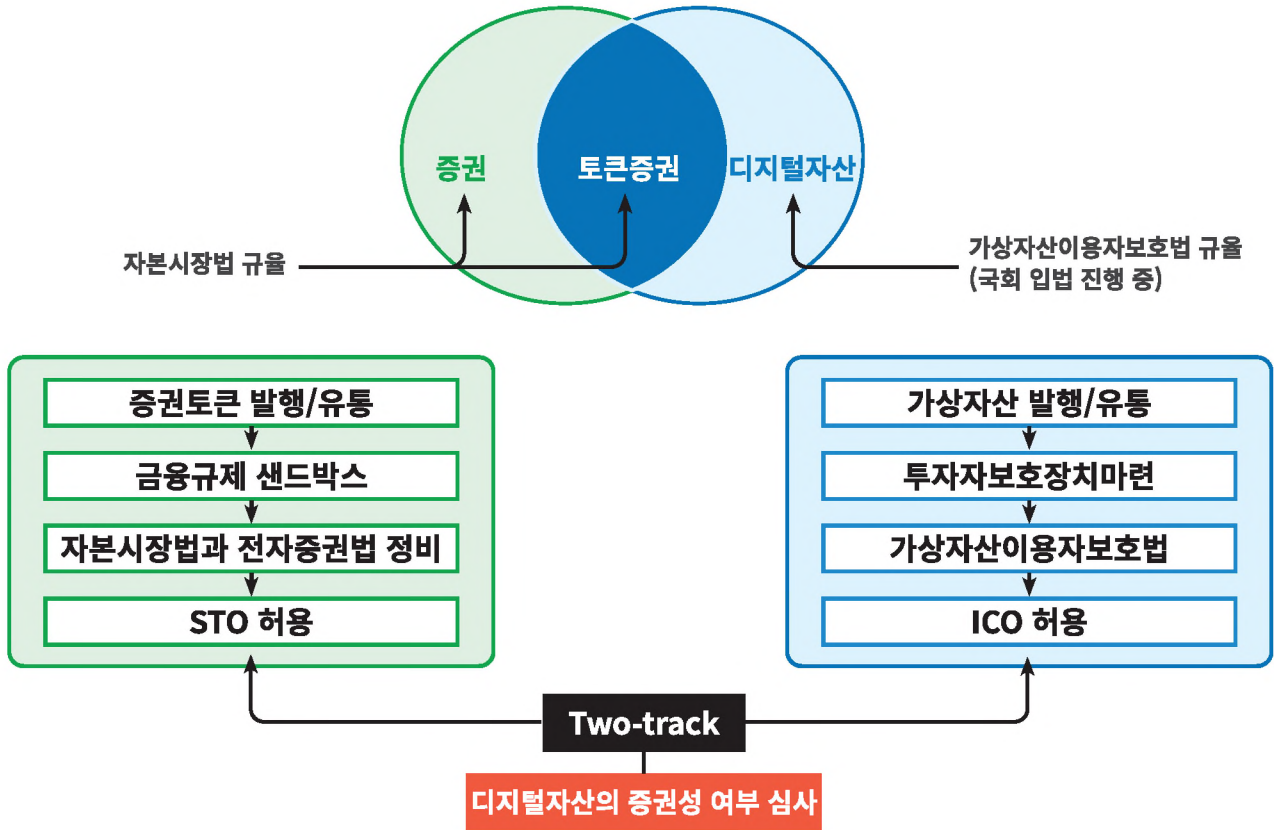 증권
토큰증권
디지털자산
자본시장법 규율
가상자산이용자보호법 규율
(국회 입법 진행 중)
증권토큰 발행/유통
금융규제 샌드박스
자본시장법과 전자증권법 정비
STO 허용
가상자산 발행/유통
투자자보호장치마련
가상자산이용자보호법
ICO 허용
Two-track
디지털자산의 증권성 여부 심사